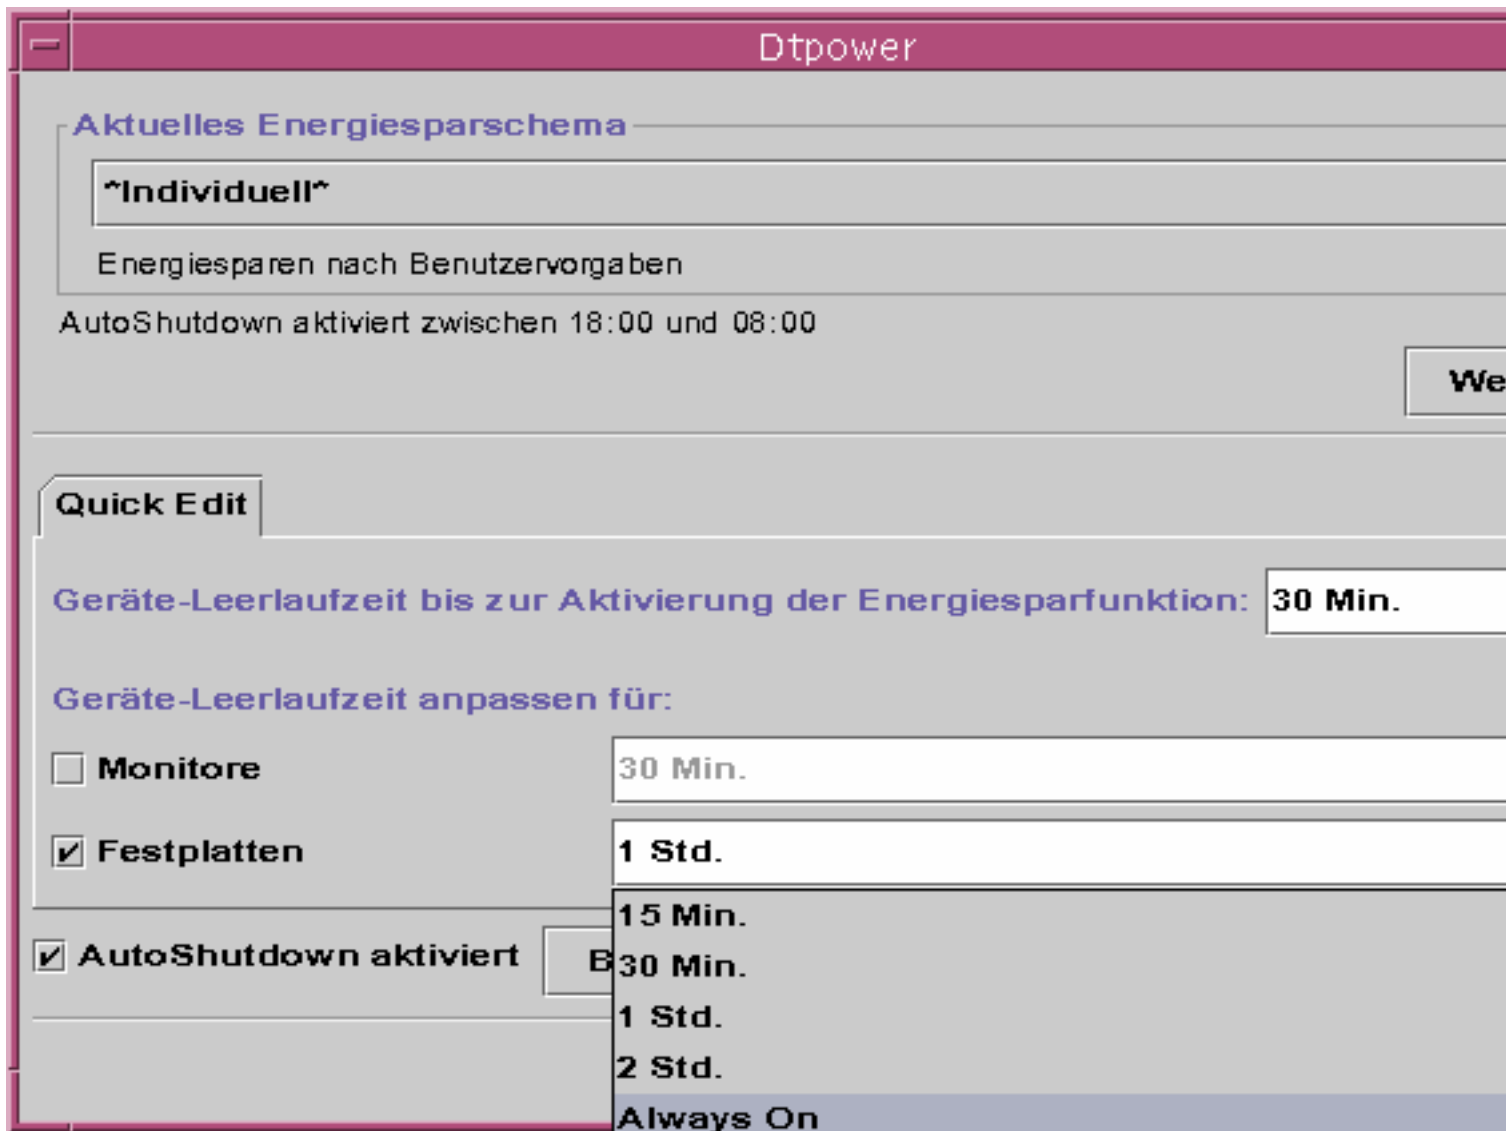 Dtpower
Aktuelles Energiesparschema
^Individuell^
Energiesparen nach Benutzervorgaben
AutoShutdown aktiviert zwischen 18:00 und 08:00
We
Quick Edit
Geräte-Leerlaufzeit bis zur Aktivierung der Energiesparfunktion: 30 Min.
Geräte-Leerlaufzeit anpassen für:
Monitore 30 Min.
Festplatten 1 Std.
15 Min.
AutoShutdown aktiviert B
30 Min.
1 Std.
2 Std.
Always On